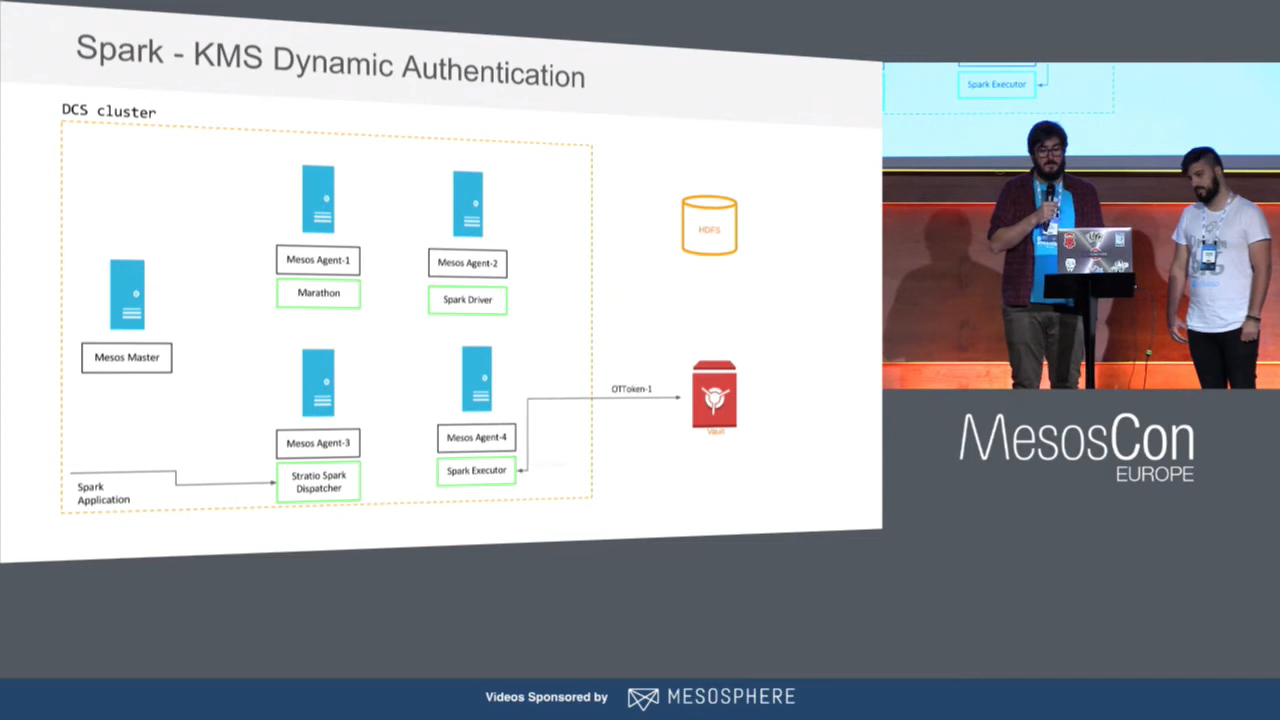 Spark - KMS Dynamic Authentication
DCS cluster
Mesos Agent-1
Marathon
Mesos Agent-2
Spark Driver
HDFS
Mesos Master
Mesos Agent-3
Stratio Spark
Dispatcher
Mesos Agent-4
Spark Executor
OTToken-1
Vault
Spark
Application
Spark Executor
MesosCon
EUROPE
Videos Sponsored by
MESOSPHERE